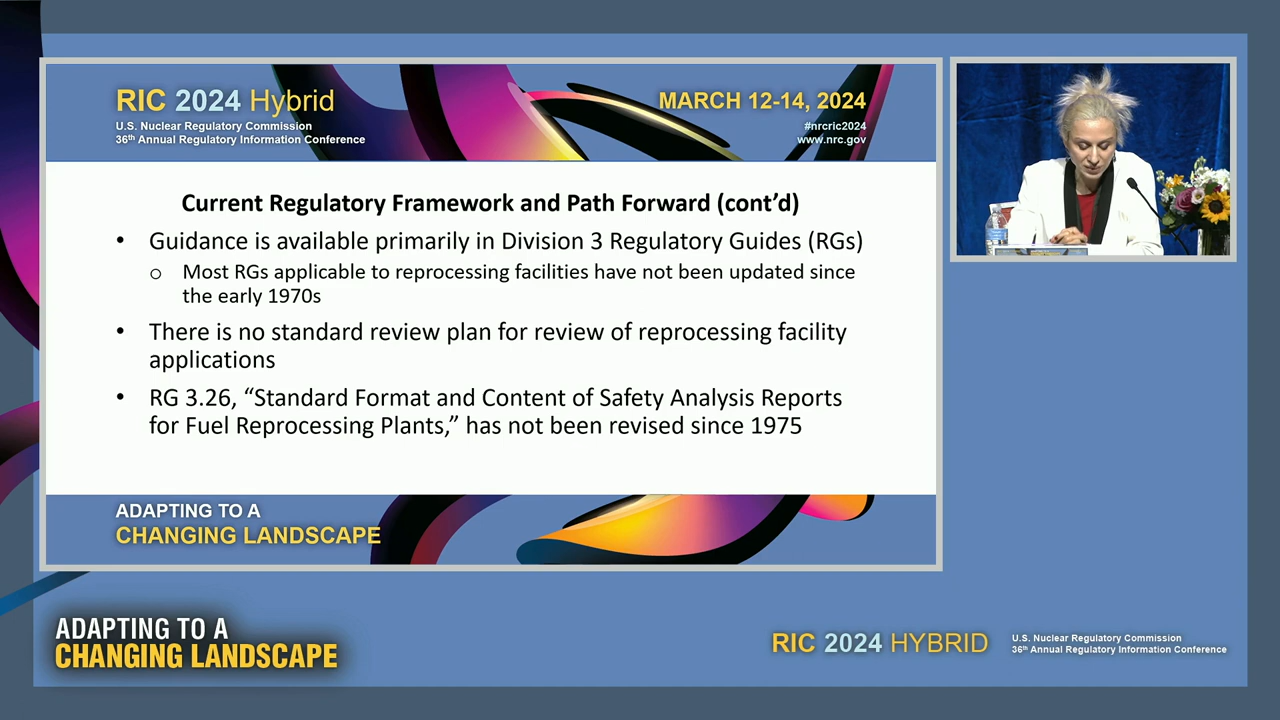 RIC 2024 Hybrid
U.S. Nuclear Regulatory Commission
36th Annual Regulatory Information Conference
MARCH 12-14, 2024
#nrcric2024
www.nrc.gov
Current Regulatory Framework and Path Forward (cont’d)
• Guidance is available primarily in Division 3 Regulatory Guides (RGs)
o Most RGs applicable to reprocessing facilities have not been updated since
the early 1970s
• There is no standard review plan for review of reprocessing facility
applications
• RG 3.26, “Standard Format and Content of Safety Analysis Reports
for Fuel Reprocessing Plants,” has not been revised since 1975
ADAPTING TO A
CHANGING LANDSCAPE
ADAPTING TO A
CHANGING LANDSCAPE
RIC 2024 HYBRID
U.S. Nuclear Regulatory Commission
36th Annual Regulatory Information Conference